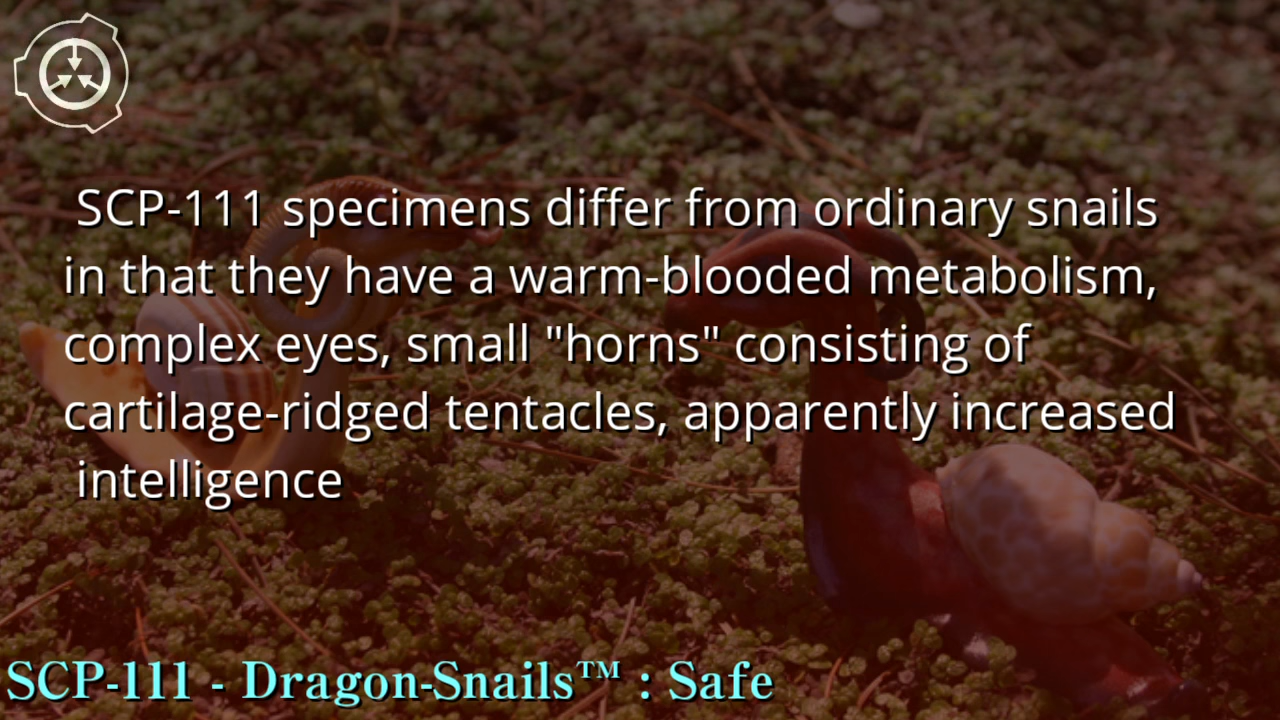 SCP-111 specimens differ from ordinary snails
in that they have a warm-blooded metabolism,
complex eyes, small "horns" consisting of
cartilage-ridged tentacles, apparently increased
intelligence
SCP-111 - Dragon-Snails™ : Safe